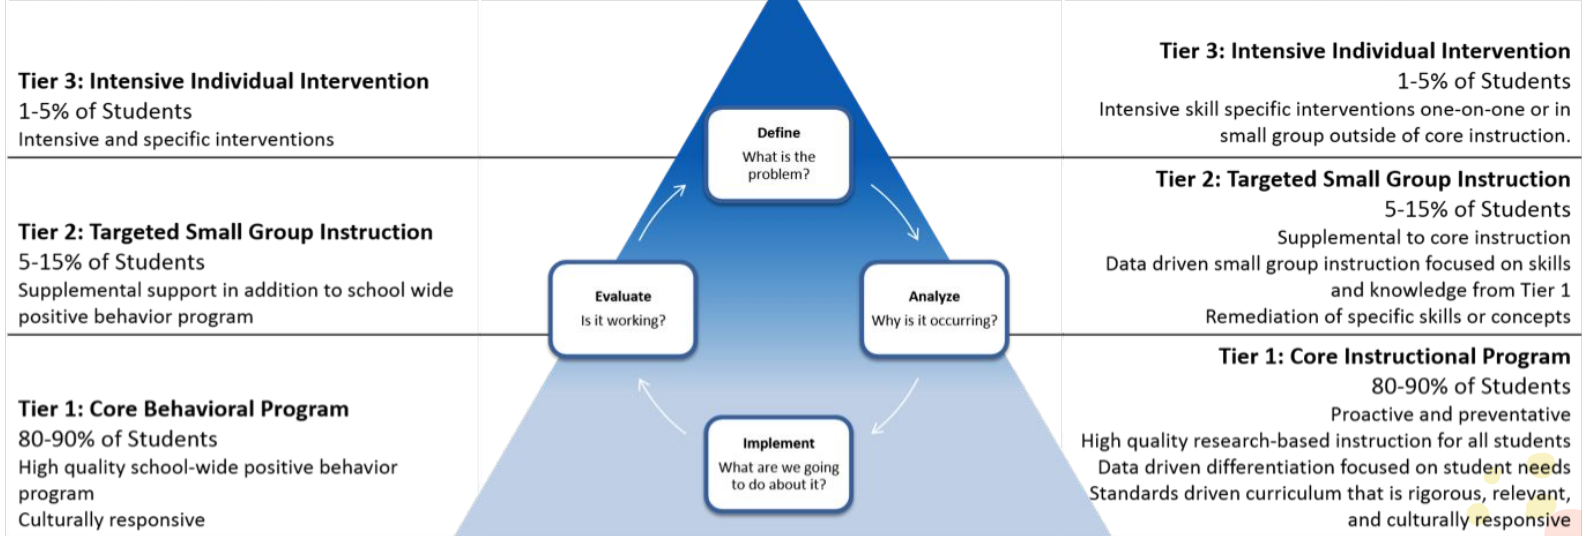 Tier 3: Intensive Individual Intervention
1-5% of Students
Intensive and specific interventions
Tier 2: Targeted Small Group Instruction
5-15% of Students
Supplemental support in addition to school wide
positive behavior program
Tier 1: Core Behavioral Program
80-90% of Students
High quality school-wide positive behavior
program
Culturally responsive
Define
What is the
problem?
Evaluate
Is it working?
Analyze
Why is it occurring?
Implement
What are we going
to do about it?
Tier 3: Intensive Individual Intervention
1-5% of Students
Intensive skill specific interventions one-on-one or in
small group outside of core instruction.
Tier 2: Targeted Small Group Instruction
5-15% of Students
Supplemental to core instruction
Data driven small group instruction focused on skills
and knowledge from Tier 1
Remediation of specific skills or concepts
Tier 1: Core Instructional Program
80-90% of Students
Proactive and preventative
High quality research-based instruction for all students
Data driven differentiation focused on student needs
Standards driven curriculum that is rigorous, relevant,
and culturally responsive